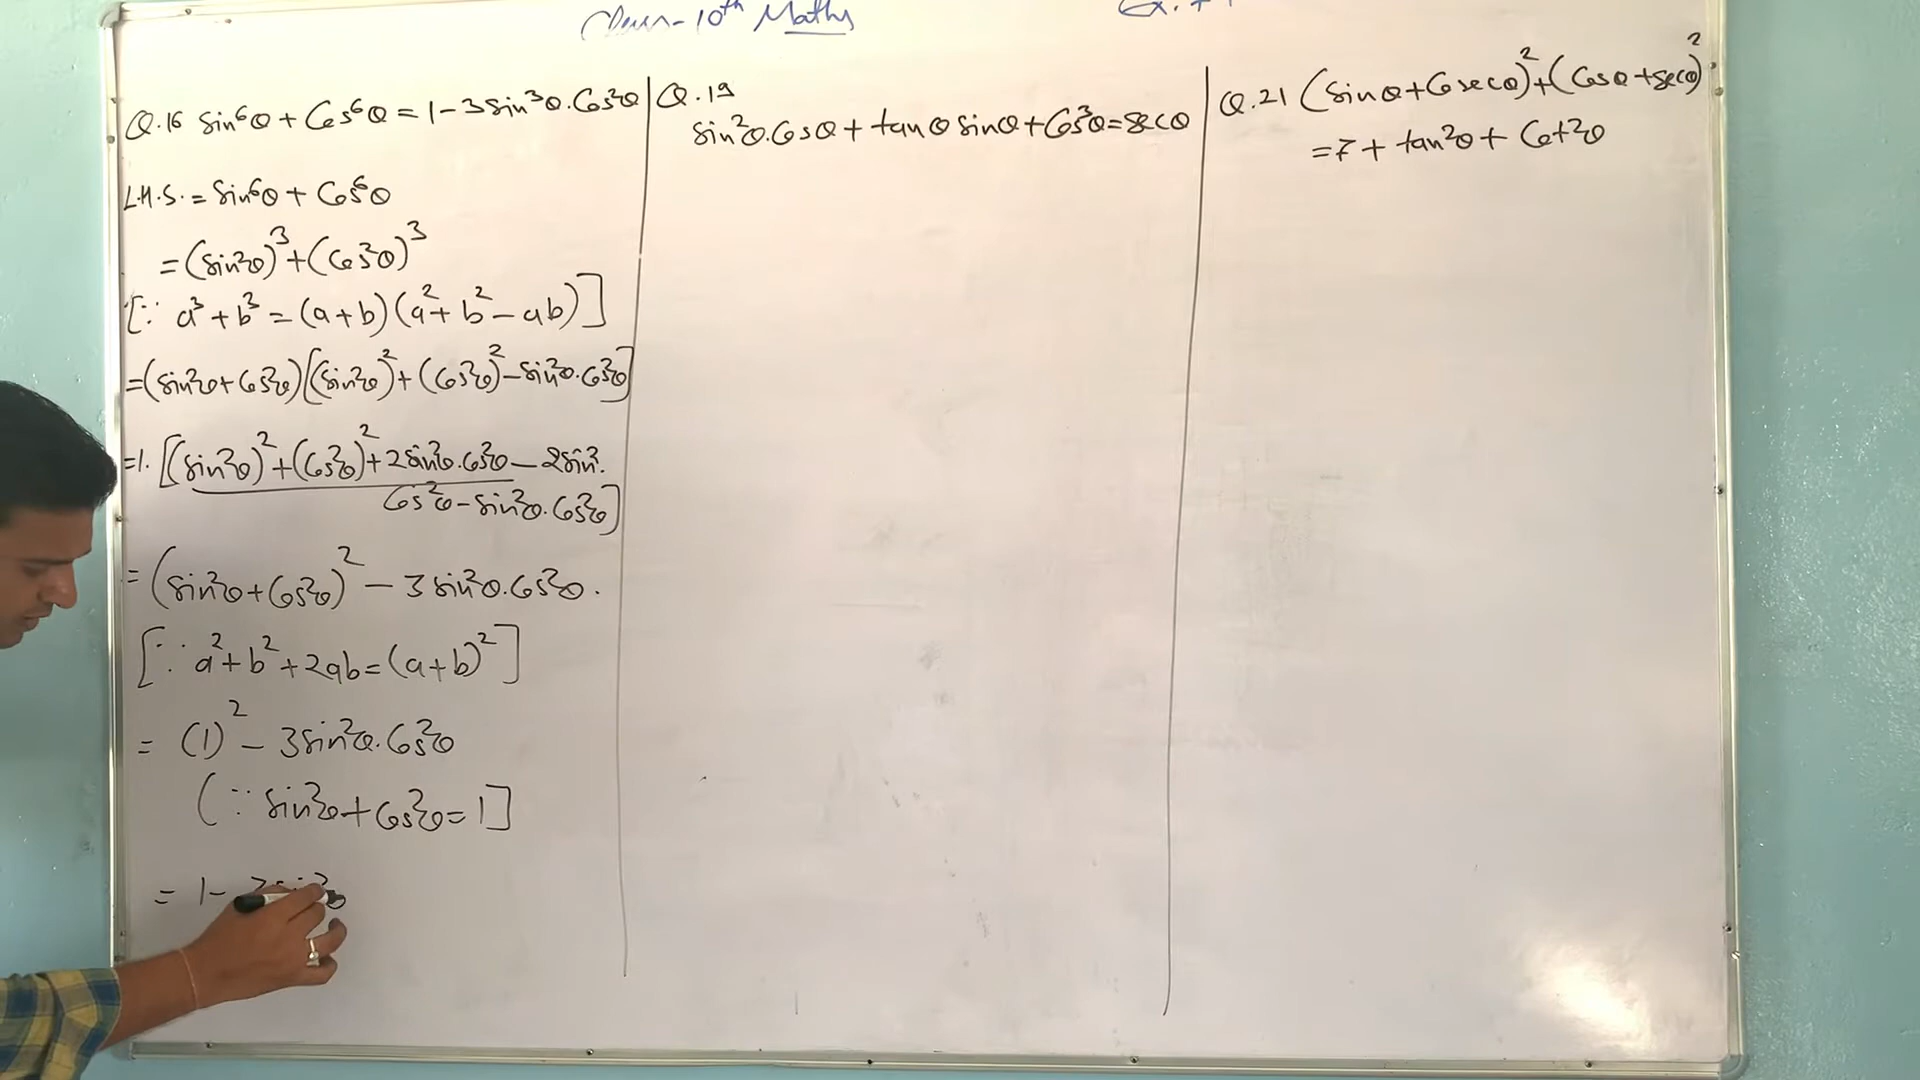 Class-10th Maths
Q.16 Sin⁶θ + Cos⁶θ = 1-3sin³θ.Cos²θ
L.H.S. = Sin⁶θ + Cos⁶θ
= (Sin²θ)³+(Cos²θ)³
[∵ a³+b³ = (a+b)(a²+b²-ab)]
=(Sin²θ+Cos²θ)[(Sin²θ)²+(Cos²θ)²-Sin²θ.Cos²θ]
=1.[(Sin²θ)²+(Cos²θ)²+2Sin²θ.Cos²θ-2Sin².
Cos²θ-Sin²θ.Cos²θ]
= (Sin²θ+Cos²θ)² - 3Sin²θ.Cos²θ.
[∵ a²+b²+2ab=(a+b)²]
= (1)² - 3Sin²θ.Cos²θ
(∵ Sin²θ+Cos²θ=1]
= 1-
Q.19
Sin²θ.Cosθ + tanθ sinθ + Cos³θ=secθ
Q.21 (Sinθ+Cosecθ)²+(Cosθ+secθ)²
=7+ tan²θ + Cot²θ